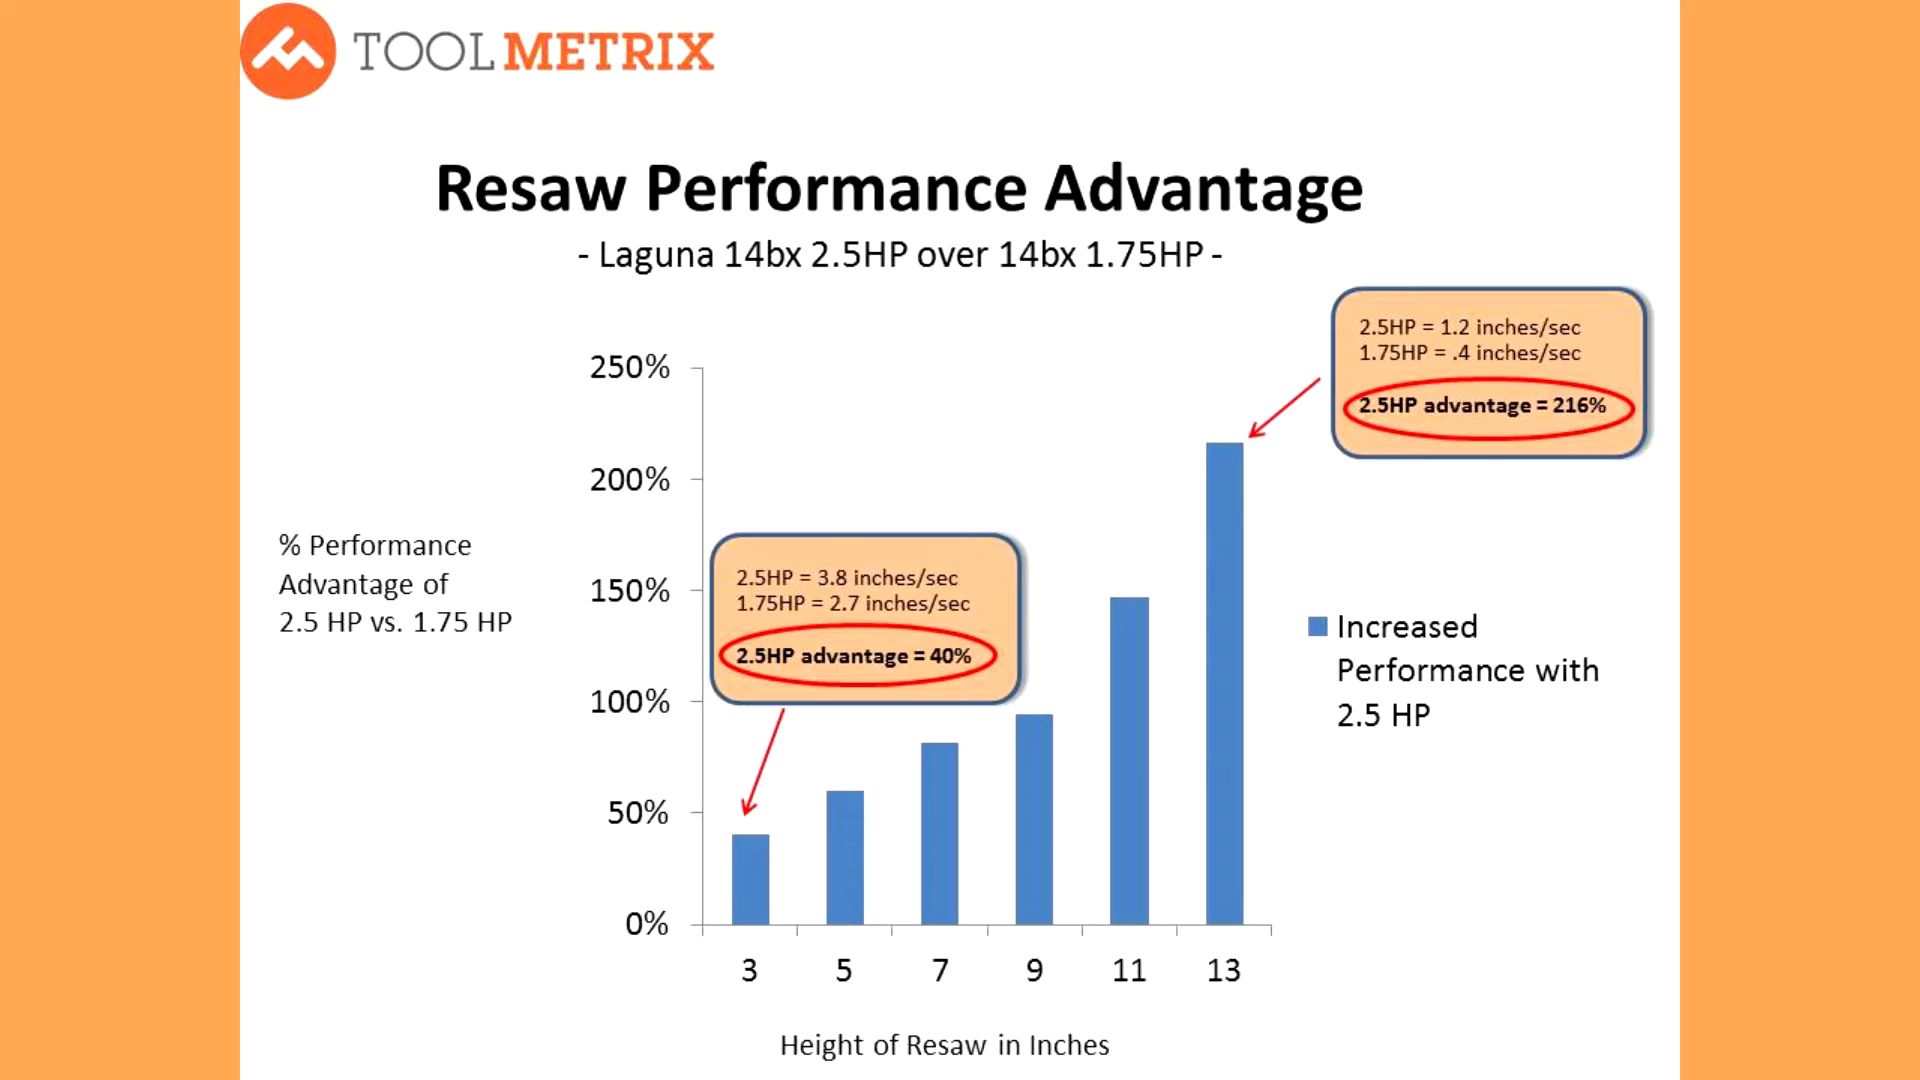 TOOLMETRIX
Resaw Performance Advantage
- Laguna 14bx 2.5HP over 14bx 1.75HP -
2.5HP = 1.2 inches/sec
1.75HP = .4 inches/sec
2.5HP advantage = 216%
250%
200%
150%
100%
50%
0%
% Performance
Advantage of
2.5 HP vs. 1.75 HP
2.5HP = 3.8 inches/sec
1.75HP = 2.7 inches/sec
2.5HP advantage = 40%
Increased
Performance with
2.5 HP
3 5 7 9 11 13
Height of Resaw in Inches